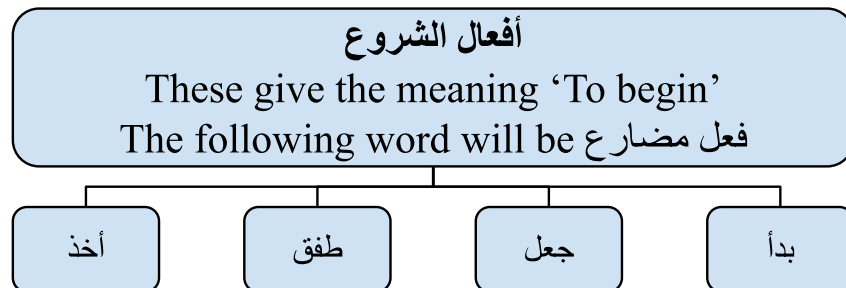 أفعال الشروع
These give the meaning ‘To begin’
The following word will be فعل مضارع
بدأ
جعل
طفق
أخذ